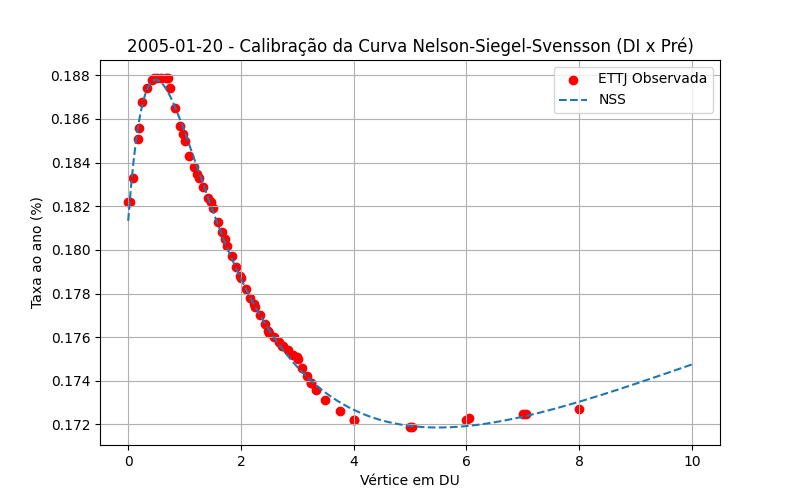 2005-01-20 - Calibração da Curva Nelson-Siegel-Svensson (DI x Pré)
ETTJ Observada
NSS
Taxa ao ano (%)
0.188
0.186
0.184
0.182
0.180
0.178
0.176
0.174
0.172
0 2 4 6 8 10
Vértice em DU